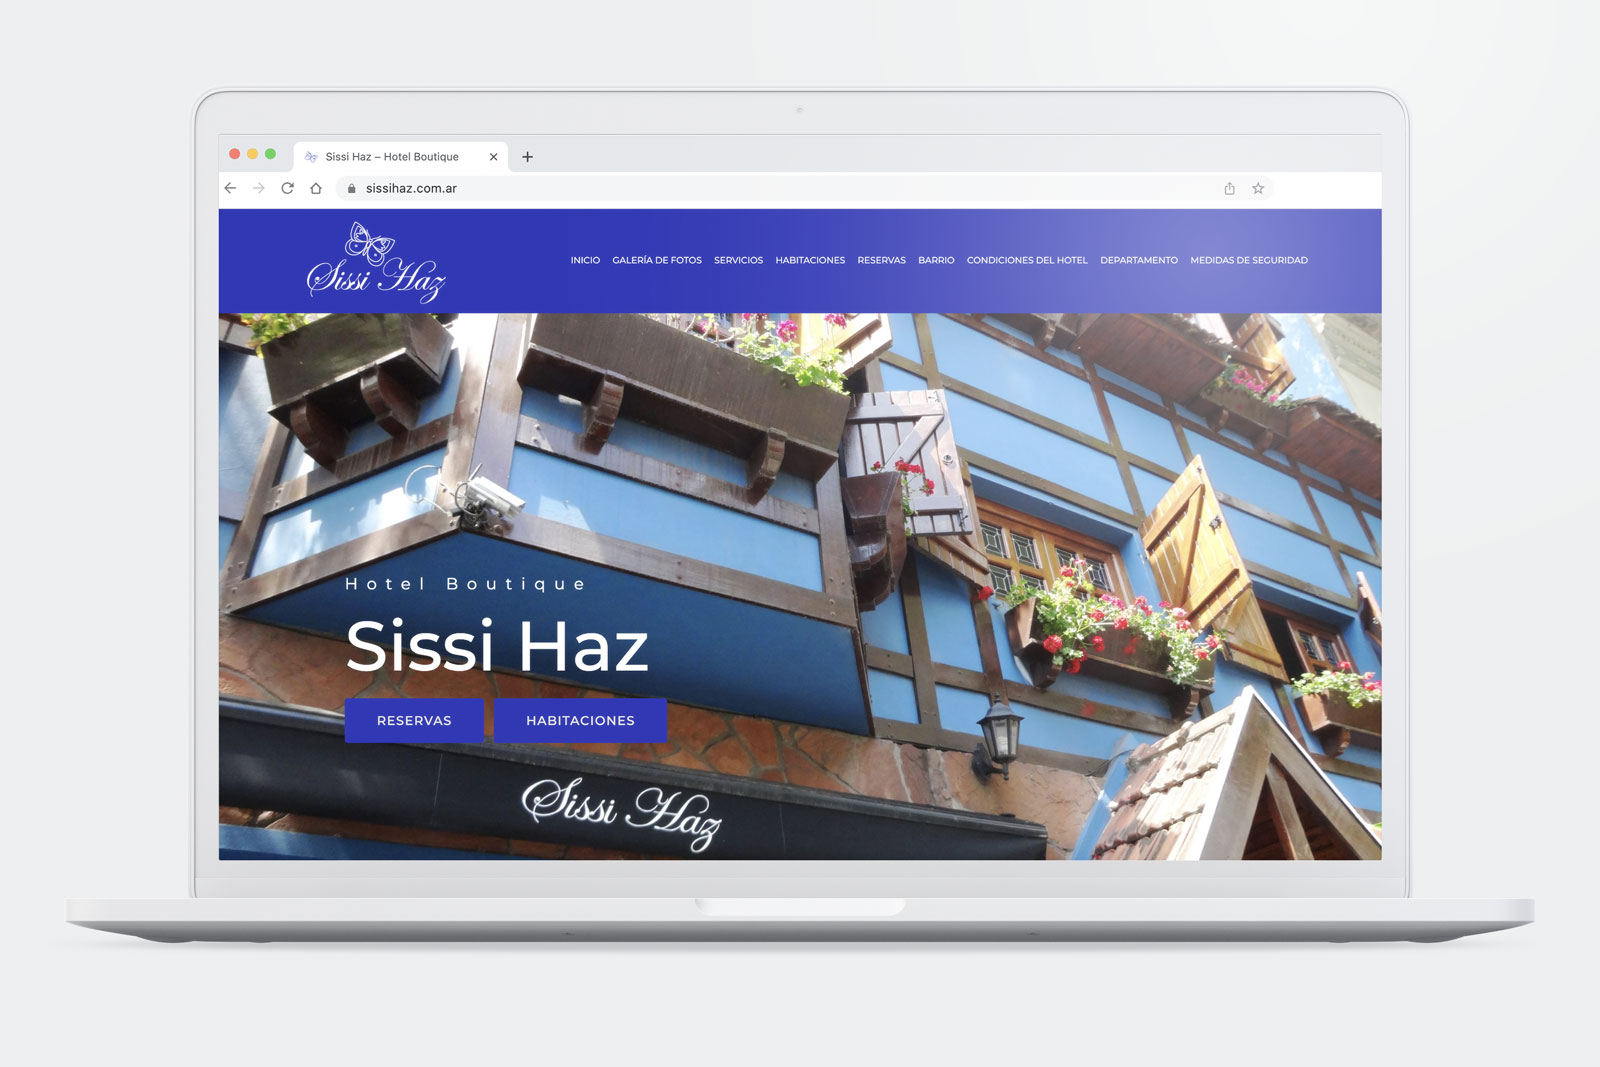 Sissi Haz – Hotel Boutique
sissihaz.com.ar
Sissi Haz
INICIO GALERÍA DE FOTOS SERVICIOS HABITACIONES RESERVAS BARRIO CONDICIONES DEL HOTEL DEPARTAMENTO MEDIDAS DE SEGURIDAD
Hotel Boutique
Sissi Haz
RESERVAS HABITACIONES
Sissi Haz